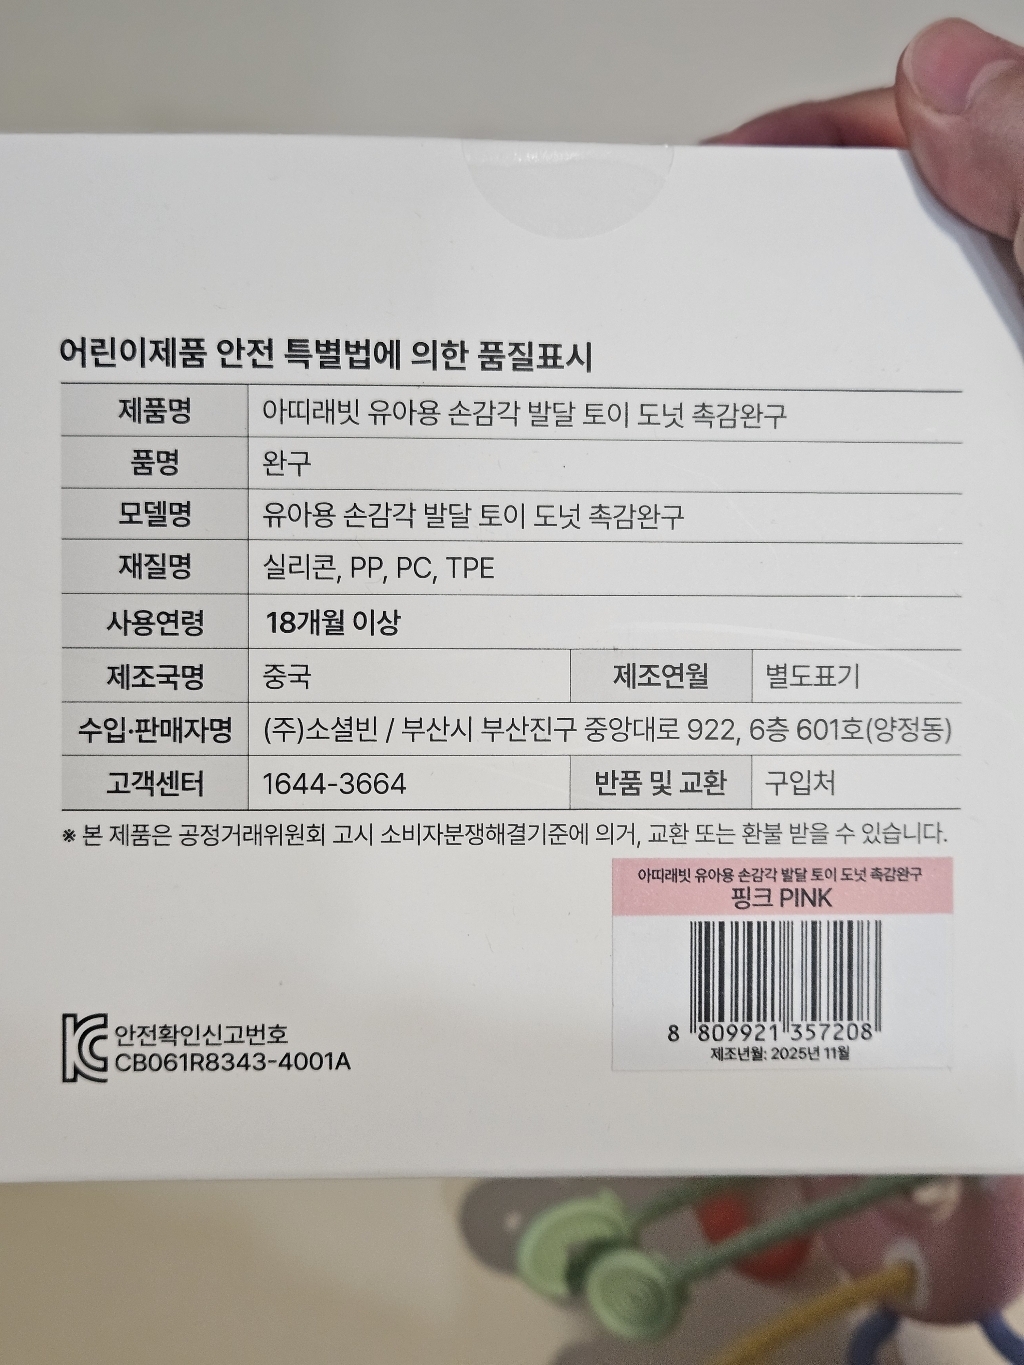 어린이제품 안전 특별법에 의한 품질표시
제품명 아띠래빗 유아용 손감각 발달 토이 도넛 촉감완구
품명 완구
모델명 유아용 손감각 발달 토이 도넛 촉감완구
재질명 실리콘, PP, PC, TPE
사용연령 18개월 이상
제조국명 중국 제조연월 별도표기
수입·판매자명 (주)소셜빈 / 부산시 부산진구 중앙대로 922, 6층 601호(양정동)
고객센터 1644-3664 반품 및 교환 구입처
※ 본 제품은 공정거래위원회 고시 소비자분쟁해결기준에 의거, 교환 또는 환불 받을 수 있습니다.
아띠래빗 유아용 손감각 발달 토이 도넛 촉감완구
핑크 PINK
8 809921 357208
제조년월: 2025년 11월
KC 안전확인신고번호
CB061R8343-4001A